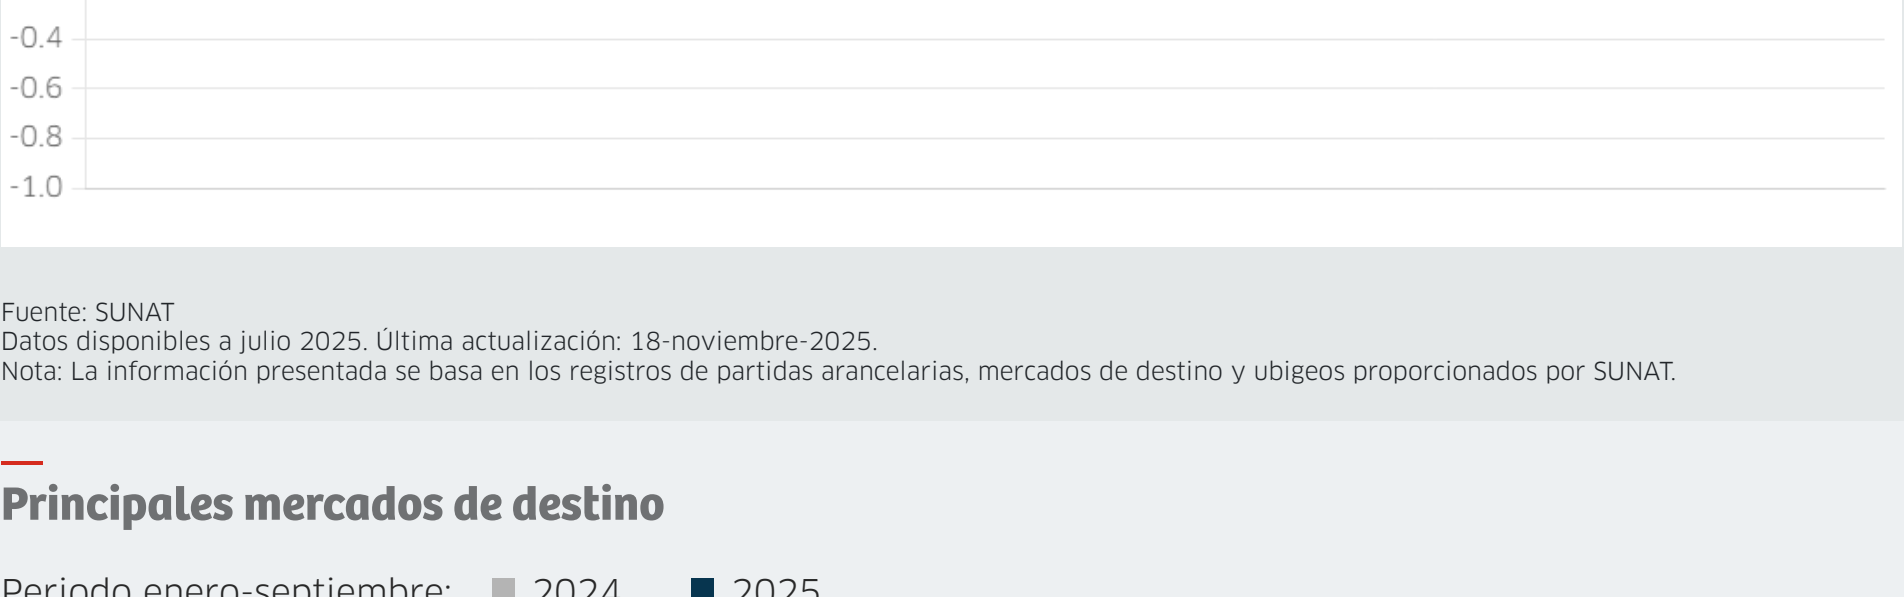 -0.4
-0.6
-0.8
-1.0
Fuente: SUNAT
Datos disponibles a julio 2025. Última actualización: 18-noviembre-2025.
Nota: La información presentada se basa en los registros de partidas arancelarias, mercados de destino y ubigeos proporcionados por SUNAT.
Principales mercados de destino
Periodo enero-septiembre: 2024 2025